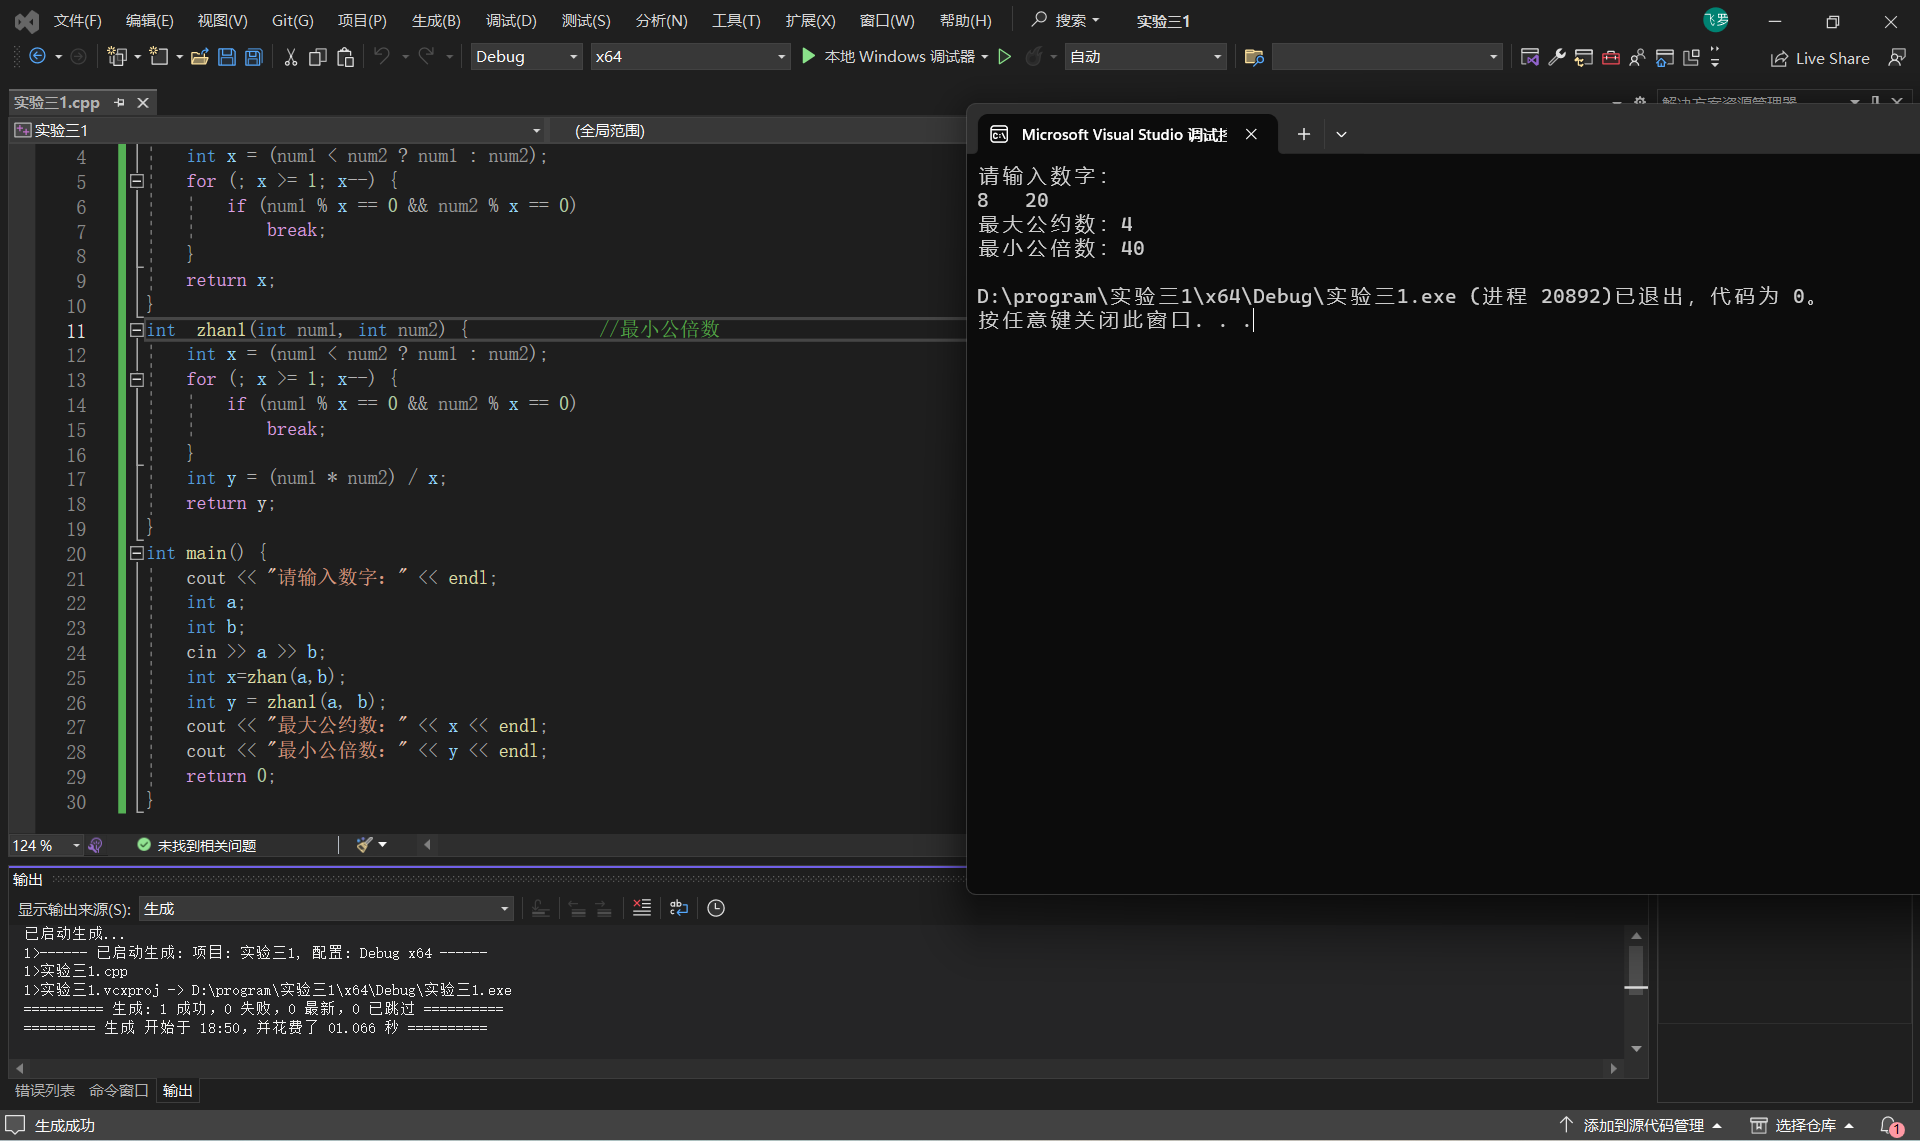 文件(F) 编辑(E) 视图(V) Git(G) 项目(P) 生成(B) 调试(D) 测试(S) 分析(N) 工具(T) 扩展(X) 窗口(W) 帮助(H) 搜索 实验三1 飞罗
Debug x64 本地 Windows 调试器 自动 Live Share
实验三1.cpp
解决方案资源管理器
实验三1 (全局范围)
4 int x = (num1 < num2 ? num1 : num2);
5 for (; x >= 1; x--) {
6 if (num1 % x == 0 && num2 % x == 0)
7 break;
8 }
9 return x;
10 }
11 int  zhan1(int num1, int num2) { //最小公倍数
12 int x = (num1 < num2 ? num1 : num2);
13 for (; x >= 1; x--) {
14 if (num1 % x == 0 && num2 % x == 0)
15 break;
16 }
17 int y = (num1 * num2) / x;
18 return y;
19 }
20 int main() {
21 cout << "请输入数字：" << endl;
22 int a;
23 int b;
24 cin >> a >> b;
25 int x=zhan(a,b);
26 int y = zhan1(a, b);
27 cout << "最大公约数：" << x << endl;
28 cout << "最小公倍数：" << y << endl;
29 return 0;
30 }
124 % 未找到相关问题
Microsoft Visual Studio 调试
请输入数字：
8   20
最大公约数：4
最小公倍数：40
D:\program\实验三1\x64\Debug\实验三1.exe (进程 20892)已退出，代码为 0。
按任意键关闭此窗口. . .
输出
显示输出来源(S): 生成
已启动生成...
1>------ 已启动生成: 项目: 实验三1, 配置: Debug x64 ------
1>实验三1.cpp
1>实验三1.vcxproj -> D:\program\实验三1\x64\Debug\实验三1.exe
========== 生成: 1 成功，0 失败，0 最新，0 已跳过 ==========
========= 生成 开始于 18:50，并花费了 01.066 秒 ==========
错误列表 命令窗口 输出
生成成功 添加到源代码管理 选择仓库 1